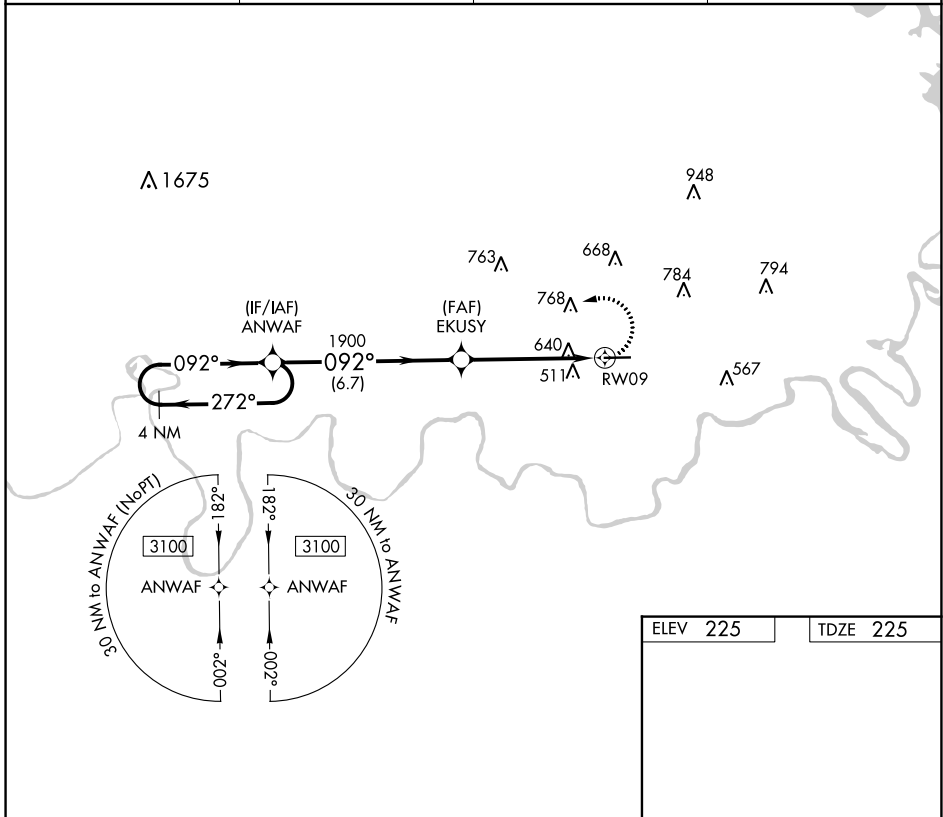 1675
948
763
668
784
794
768
(IF/IAF)
ANWAF
(FAF)
EKUSY
1900
092°
092°
(6.7)
640
511
RW09
567
272°
4 NM
30 NM to ANWAF (NoPT)
182°
182°
30 NM to ANWAF
3100
3100
ANWAF
ANWAF
002°
002°
ELEV 225
TDZE 225